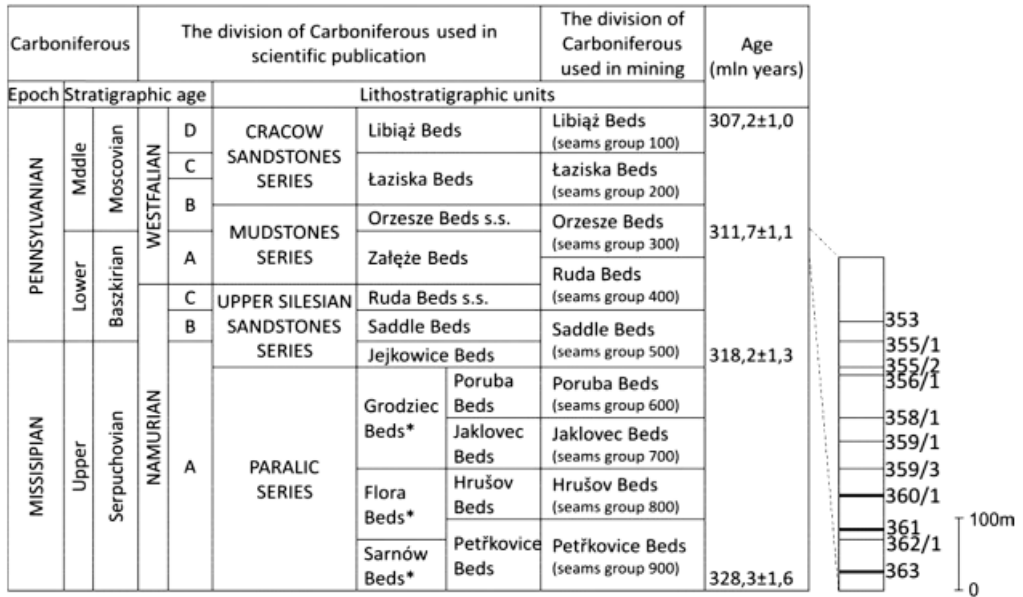 Carboniferous
The division of Carboniferous used in
scientific publication
The division of
Carboniferous
used in mining
Age
(mln years)
Epoch
Stratigraphic age
Lithostratigraphic units
PENNSYLVANIAN
MISSISIPIAN
Mddle
Lower
Upper
Moscovian
Baszkirian
Serpuchovian
WESTFALIAN
NAMURIAN
D
C
B
A
C
B
A
CRACOW
SANDSTONES
SERIES
MUDSTONES
SERIES
UPPER SILESIAN
SANDSTONES
SERIES
PARALIC
SERIES
Libiąż Beds
Łaziska Beds
Orzesze Beds s.s.
Załęże Beds
Ruda Beds s.s.
Saddle Beds
Jejkowice Beds
Grodziec
Beds*
Flora
Beds*
Sarnów
Beds*
Poruba
Beds
Jaklovec
Beds
Hrušov
Beds
Petřkovice
Beds
Libiąż Beds
(seams group 100)
Łaziska Beds
(seams group 200)
Orzesze Beds
(seams group 300)
Ruda Beds
(seams group 400)
Saddle Beds
(seams group 500)
Poruba Beds
(seams group 600)
Jaklovec Beds
(seams group 700)
Hrušov Beds
(seams group 800)
Petřkovice Beds
(seams group 900)
307,2±1,0
311,7±1,1
318,2±1,3
328,3±1,6
353
355/1
355/2
356/1
358/1
359/1
359/3
360/1
361
362/1
363
100m
0